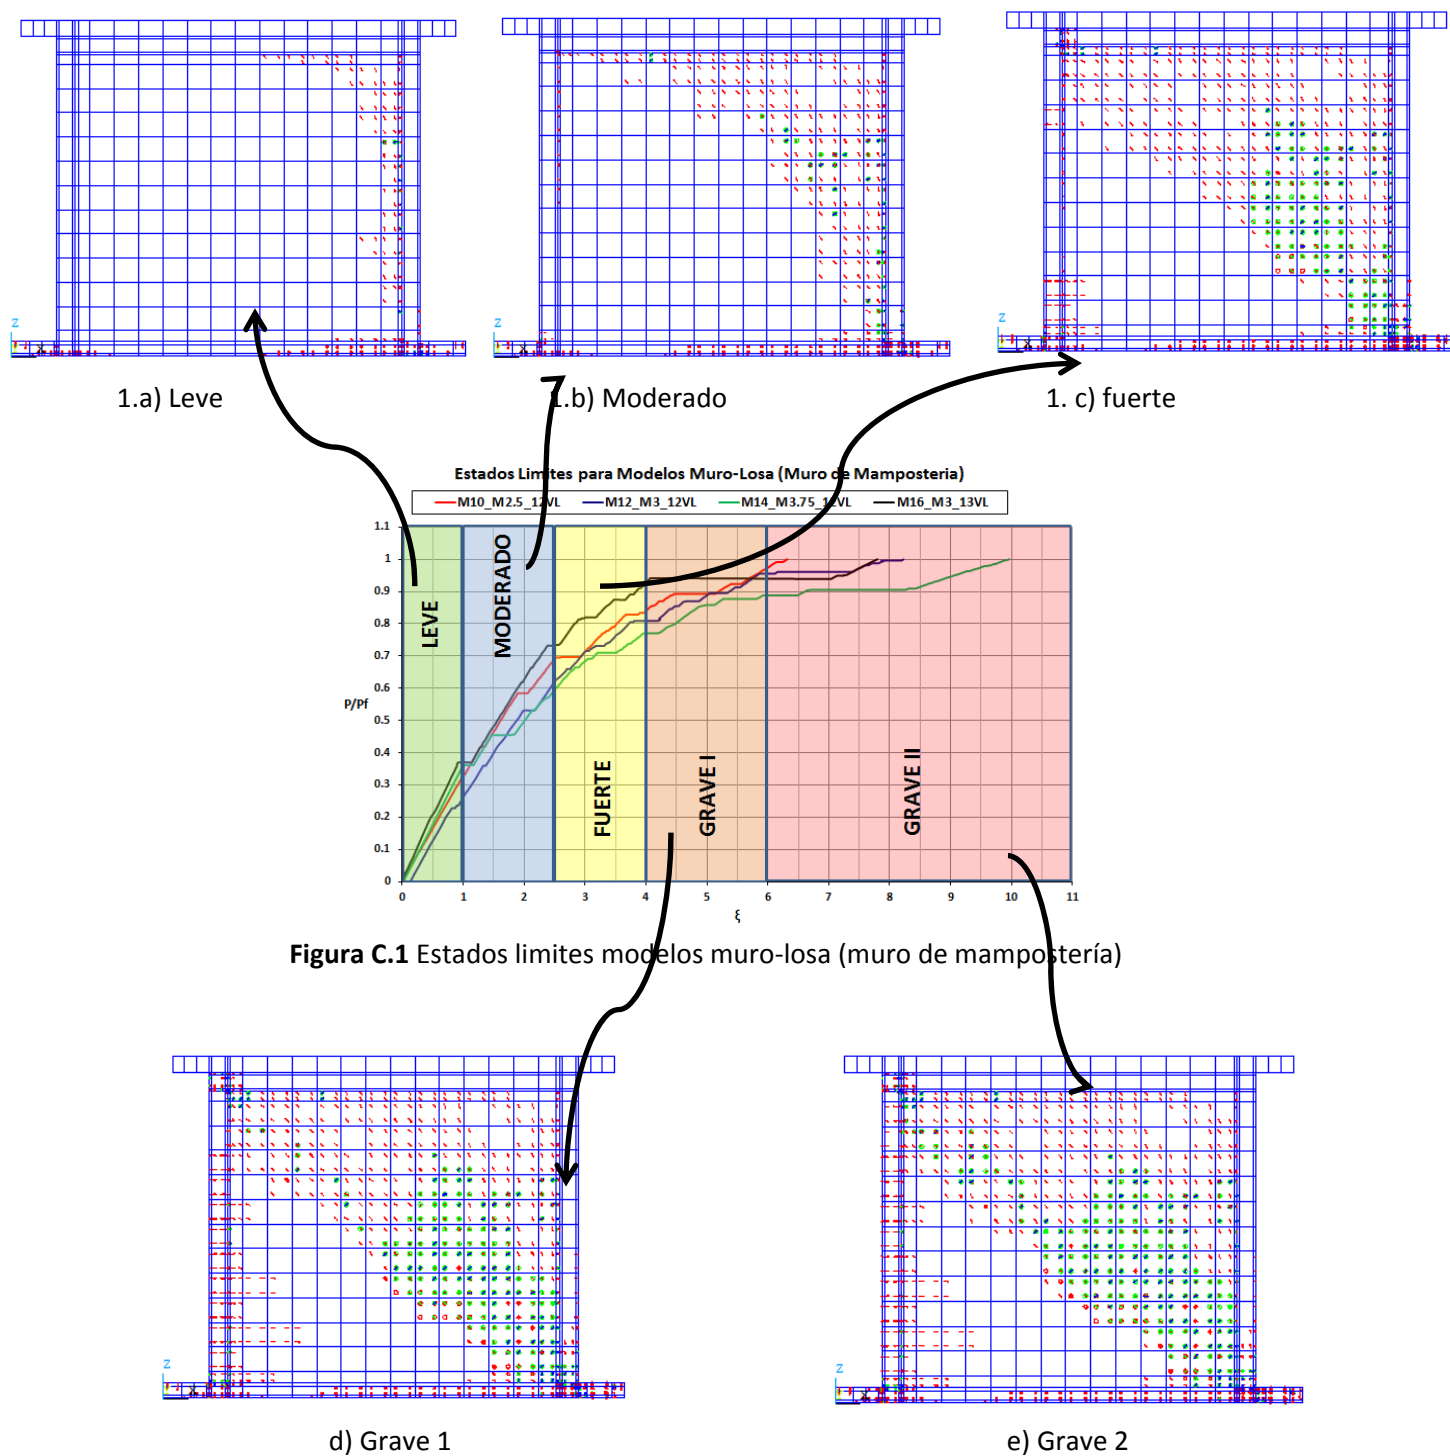 Z
X
Z
X
Z
X
1.a) Leve
1.b) Moderado
1. c) fuerte
Estados Limites para Modelos Muro-Losa (Muro de Mamposteria)
M10_M2.5_12VL M12_M3_12VL M14_M3.75_12VL M16_M3_13VL
1.1
1
0.9
0.8
0.7
0.6
0.5
0.4
0.3
0.2
0.1
0
P/Pf
LEVE
MODERADO
FUERTE
GRAVE I
GRAVE II
0 1 2 3 4 5 6 7 8 9 10 11
ξ
Figura C.1 Estados limites modelos muro-losa (muro de mampostería)
Z
X
Z
X
d) Grave 1
e) Grave 2